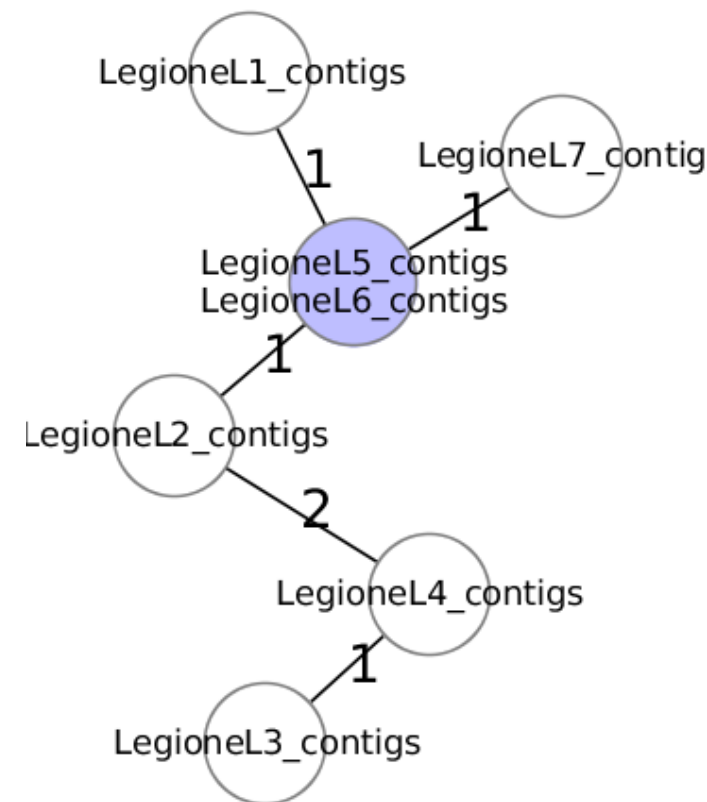 LegioneL1_contigs
LegioneL7_contig
1
1
LegioneL5_contigs
LegioneL6_contigs
1
LegioneL2_contigs
2
LegioneL4_contigs
1
LegioneL3_contigs